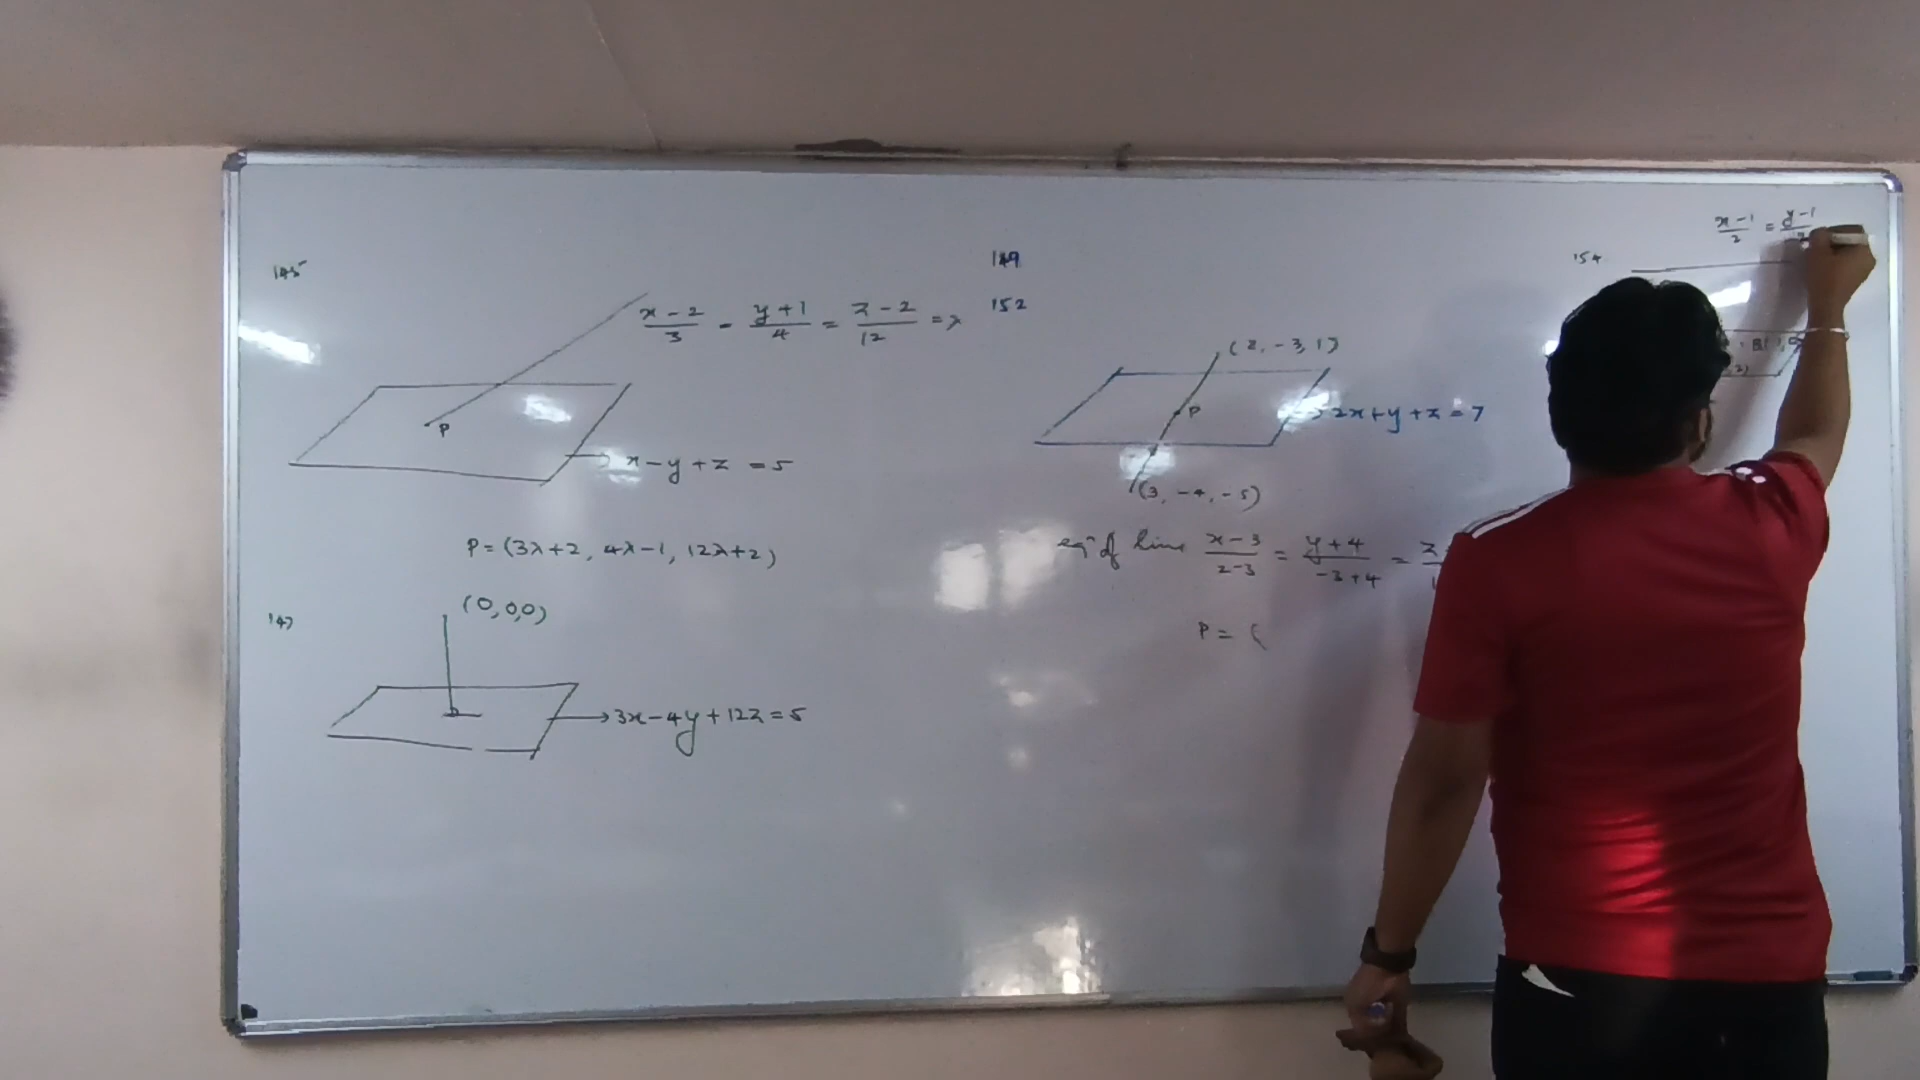 145
x-2/3 = y+1/4 = z-2/12 = λ
P
x-y+z = 5
P = (3λ+2, 4λ-1, 12λ+2)
147
(0,0,0)
3x-4y+12z=5
149
152
(2, -3, 1)
P
2x+y+z=7
(3, -4, -5)
eqⁿ of line x-3/2-3 = y+4/-3+4 =
P = (
154
x-1/2 = y-1